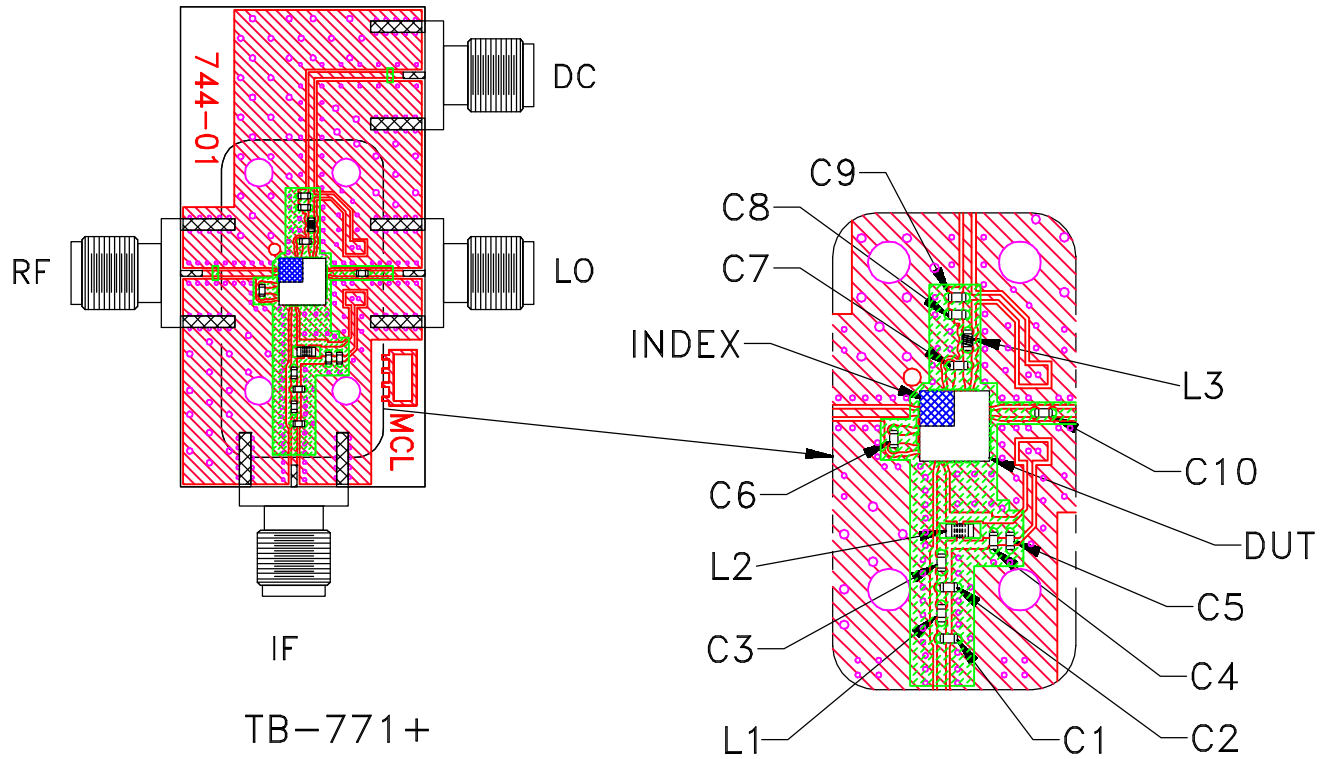 744-01
DC
RF
LO
MCL
IF
TB-771+
C9
C8
C7
INDEX
L3
C10
C6
DUT
L2
C5
C3
C4
L1
C1
C2